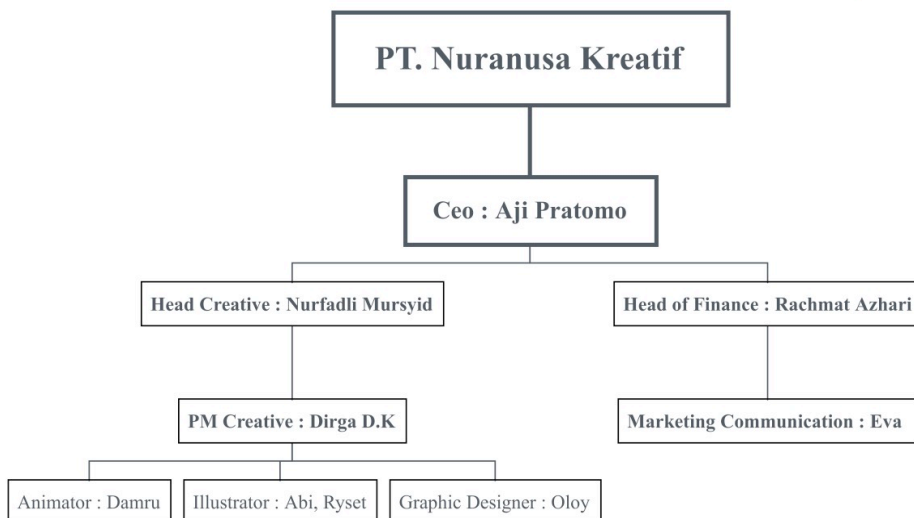 PT. Nuranusa Kreatif
Ceo : Aji Pratomo
Head Creative : Nurfadli Mursyid
Head of Finance : Rachmat Azhari
PM Creative : Dirga D.K
Marketing Communication : Eva
Animator : Damru
Illustrator : Abi, Ryset
Graphic Designer : Oloy